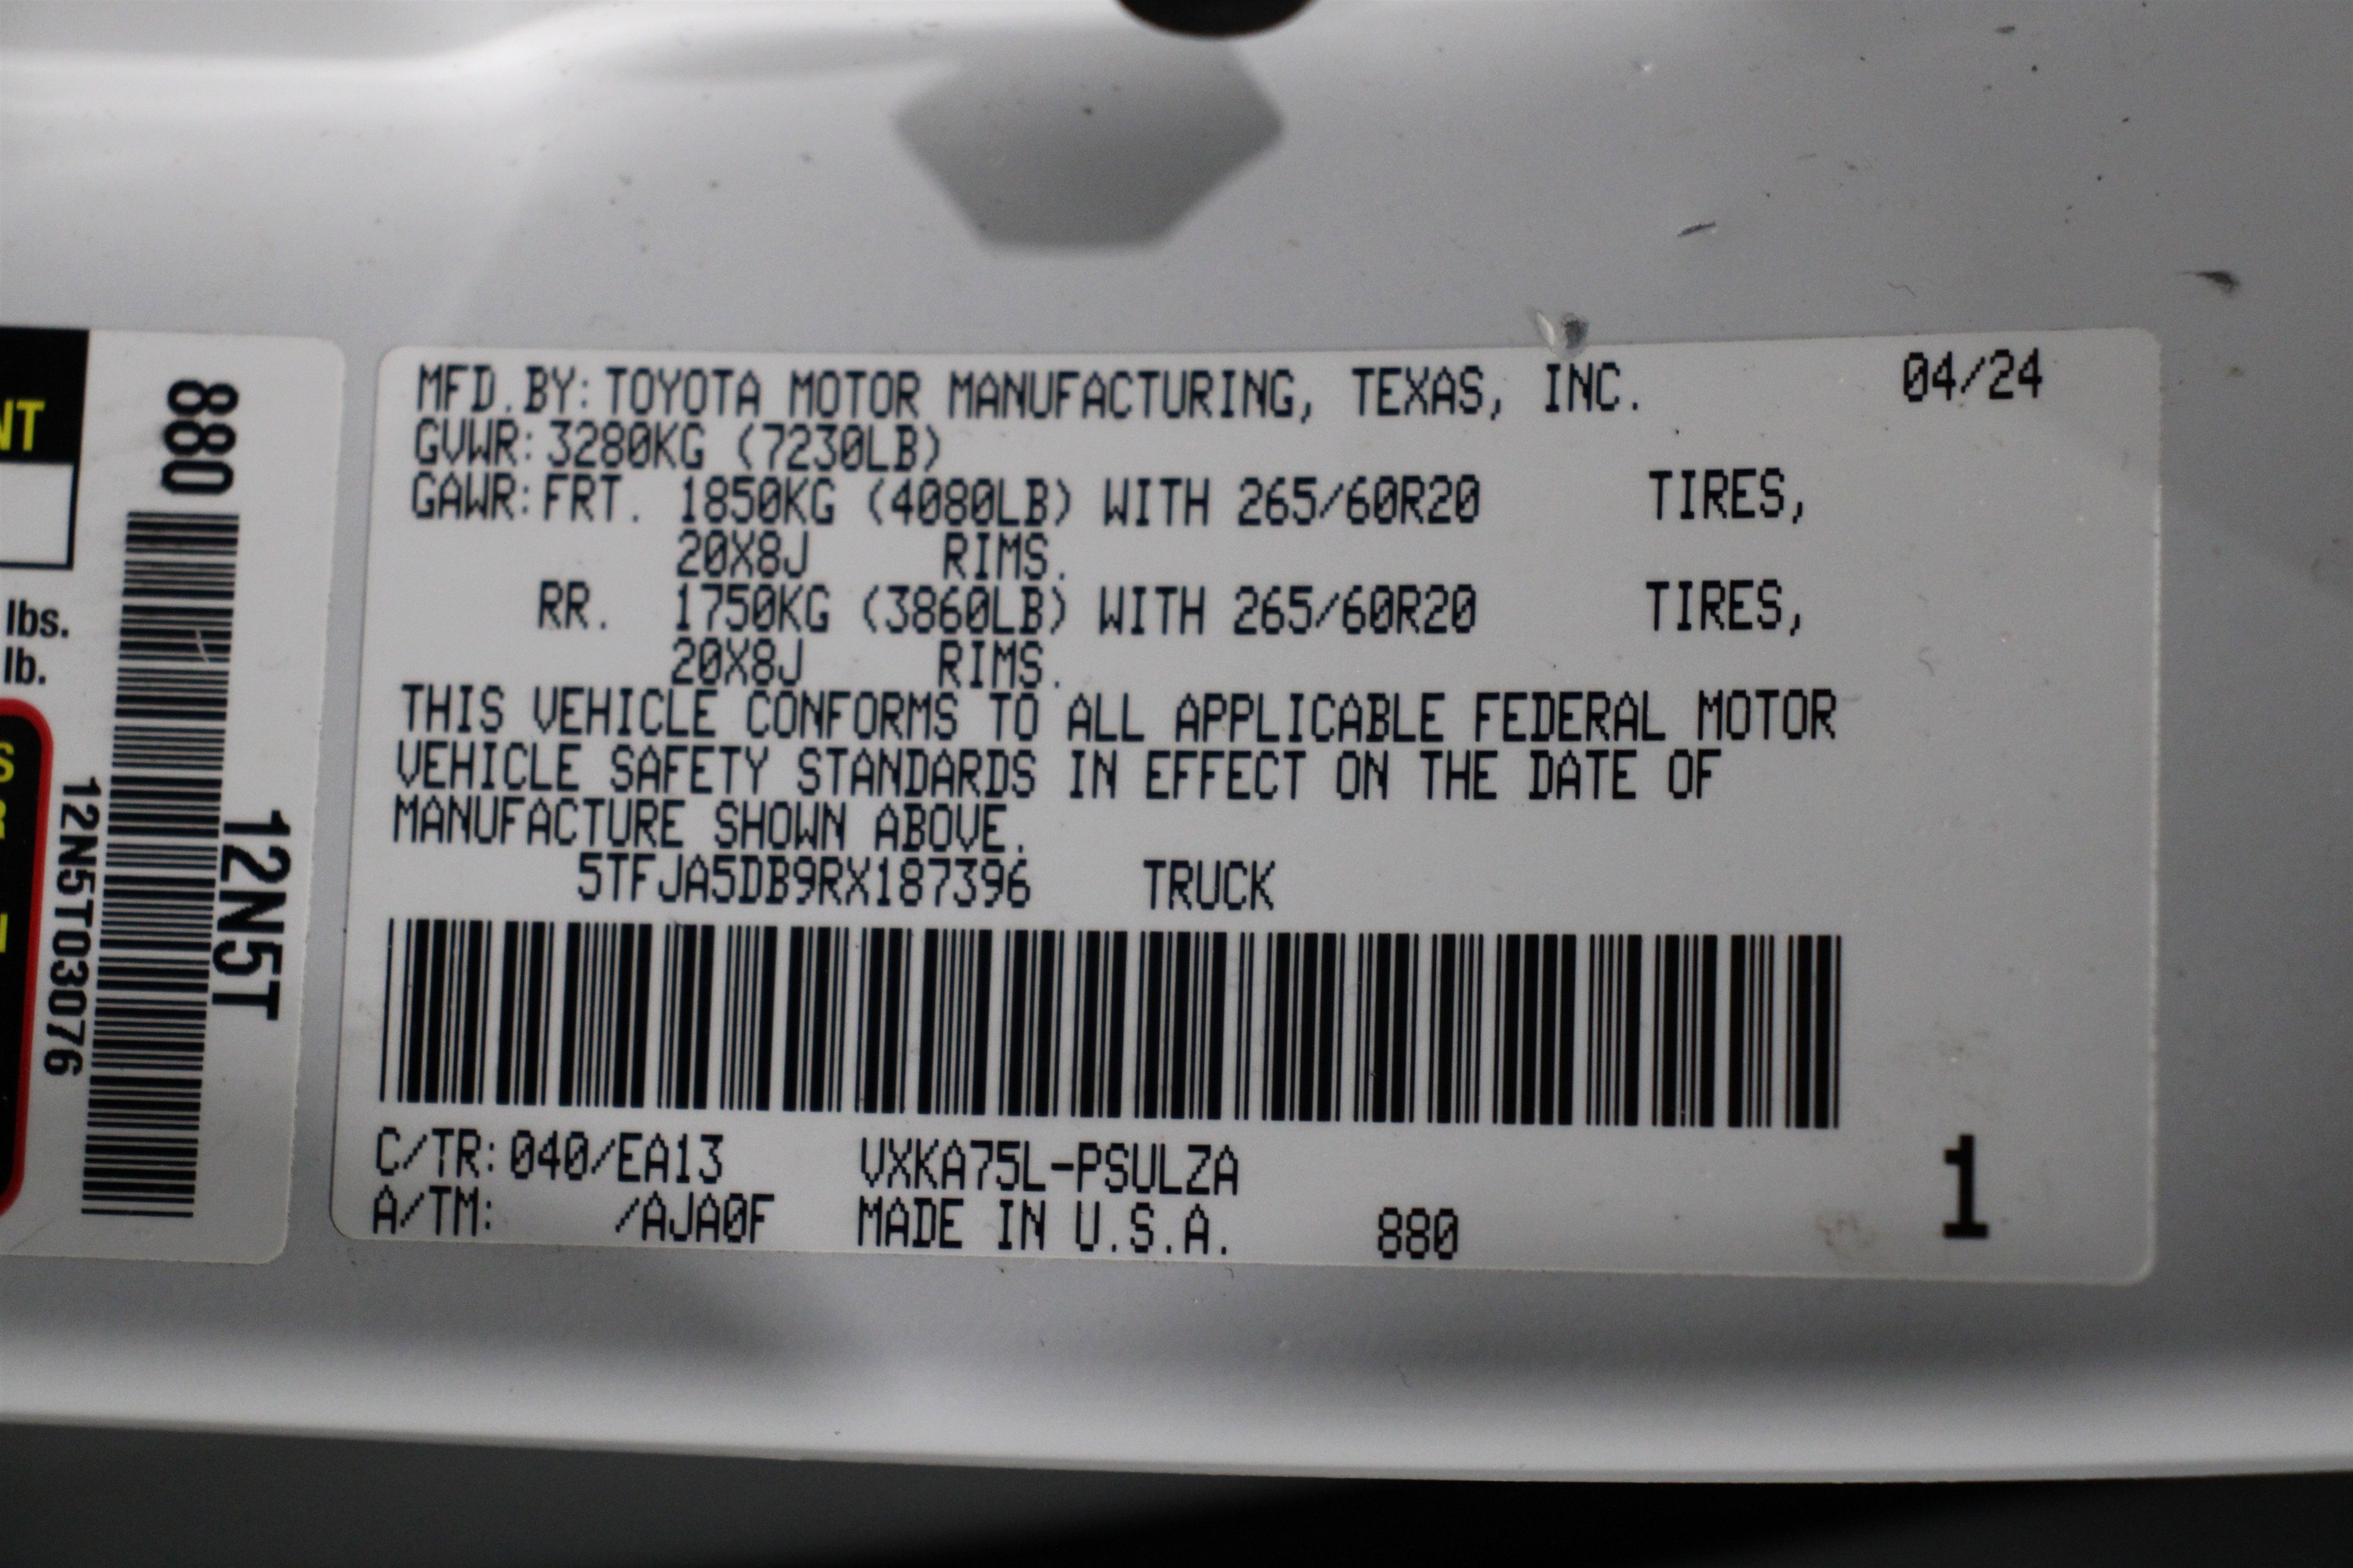 MFD.BY:TOYOTA MOTOR MANUFACTURING, TEXAS, INC. 04/24
GVWR:3280KG (7230LB)
GAWR:FRT. 1850KG (4080LB) WITH 265/60R20 TIRES,
20X8J RIMS.
RR. 1750KG (3860LB) WITH 265/60R20 TIRES,
20X8J RIMS.
THIS VEHICLE CONFORMS TO ALL APPLICABLE FEDERAL MOTOR
VEHICLE SAFETY STANDARDS IN EFFECT ON THE DATE OF
MANUFACTURE SHOWN ABOVE.
5TFJA5DB9RX187396 TRUCK
C/TR:040/EA13 VXKA75L-PSULZA
A/TM: /AJA0F MADE IN U.S.A. 880
1
880
12N5T
12N5T03076
NT
lbs.
lb.